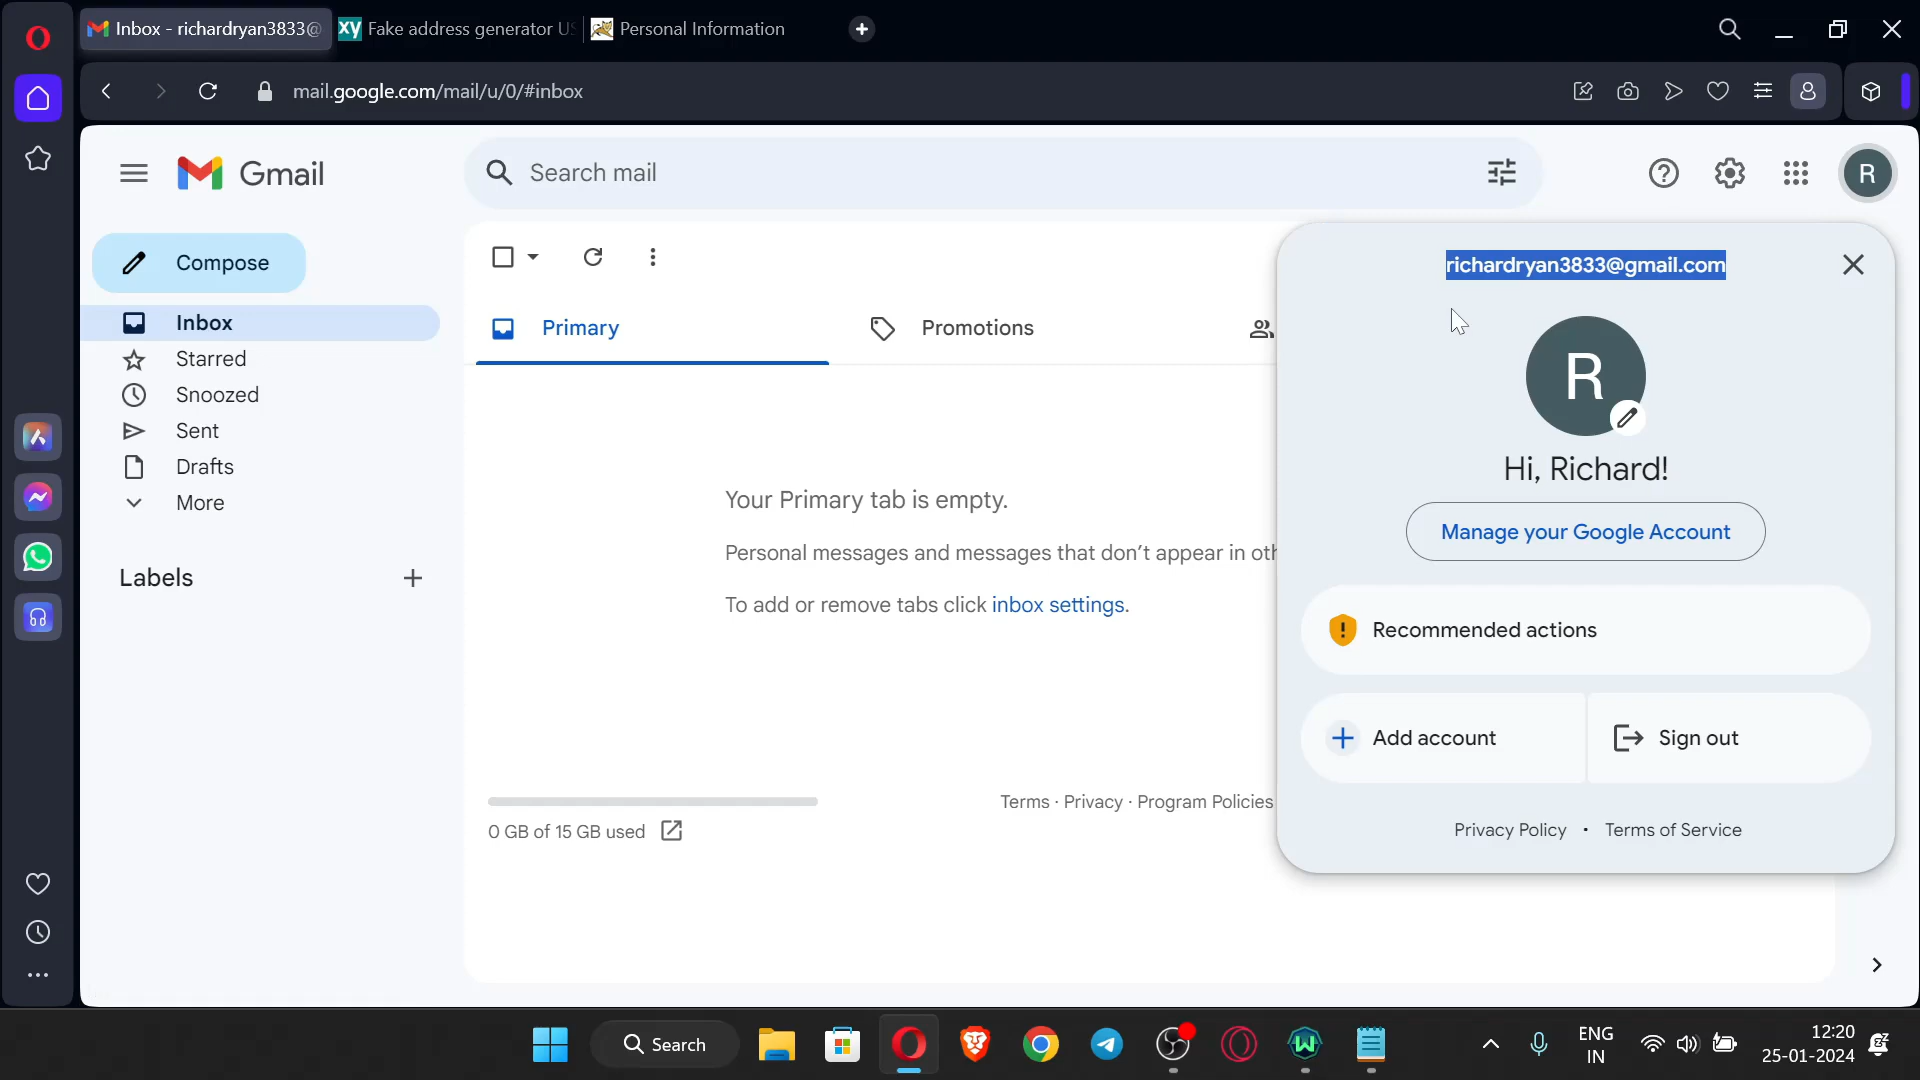 Inbox - richardryan3833@
Fake address generator US
Personal Information
mail.google.com/mail/u/0/#inbox
Gmail
Search mail
R
Compose
Inbox
Starred
Snoozed
Sent
Drafts
More
Labels
Primary
Promotions
Your Primary tab is empty.
Personal messages and messages that don’t appear in oth
To add or remove tabs click inbox settings.
0 GB of 15 GB used
Terms · Privacy · Program Policies
richardryan3833@gmail.com
R
Hi, Richard!
Manage your Google Account
Recommended actions
Add account
Sign out
Privacy Policy • Terms of Service
Search
ENG
IN
12:20
25-01-2024